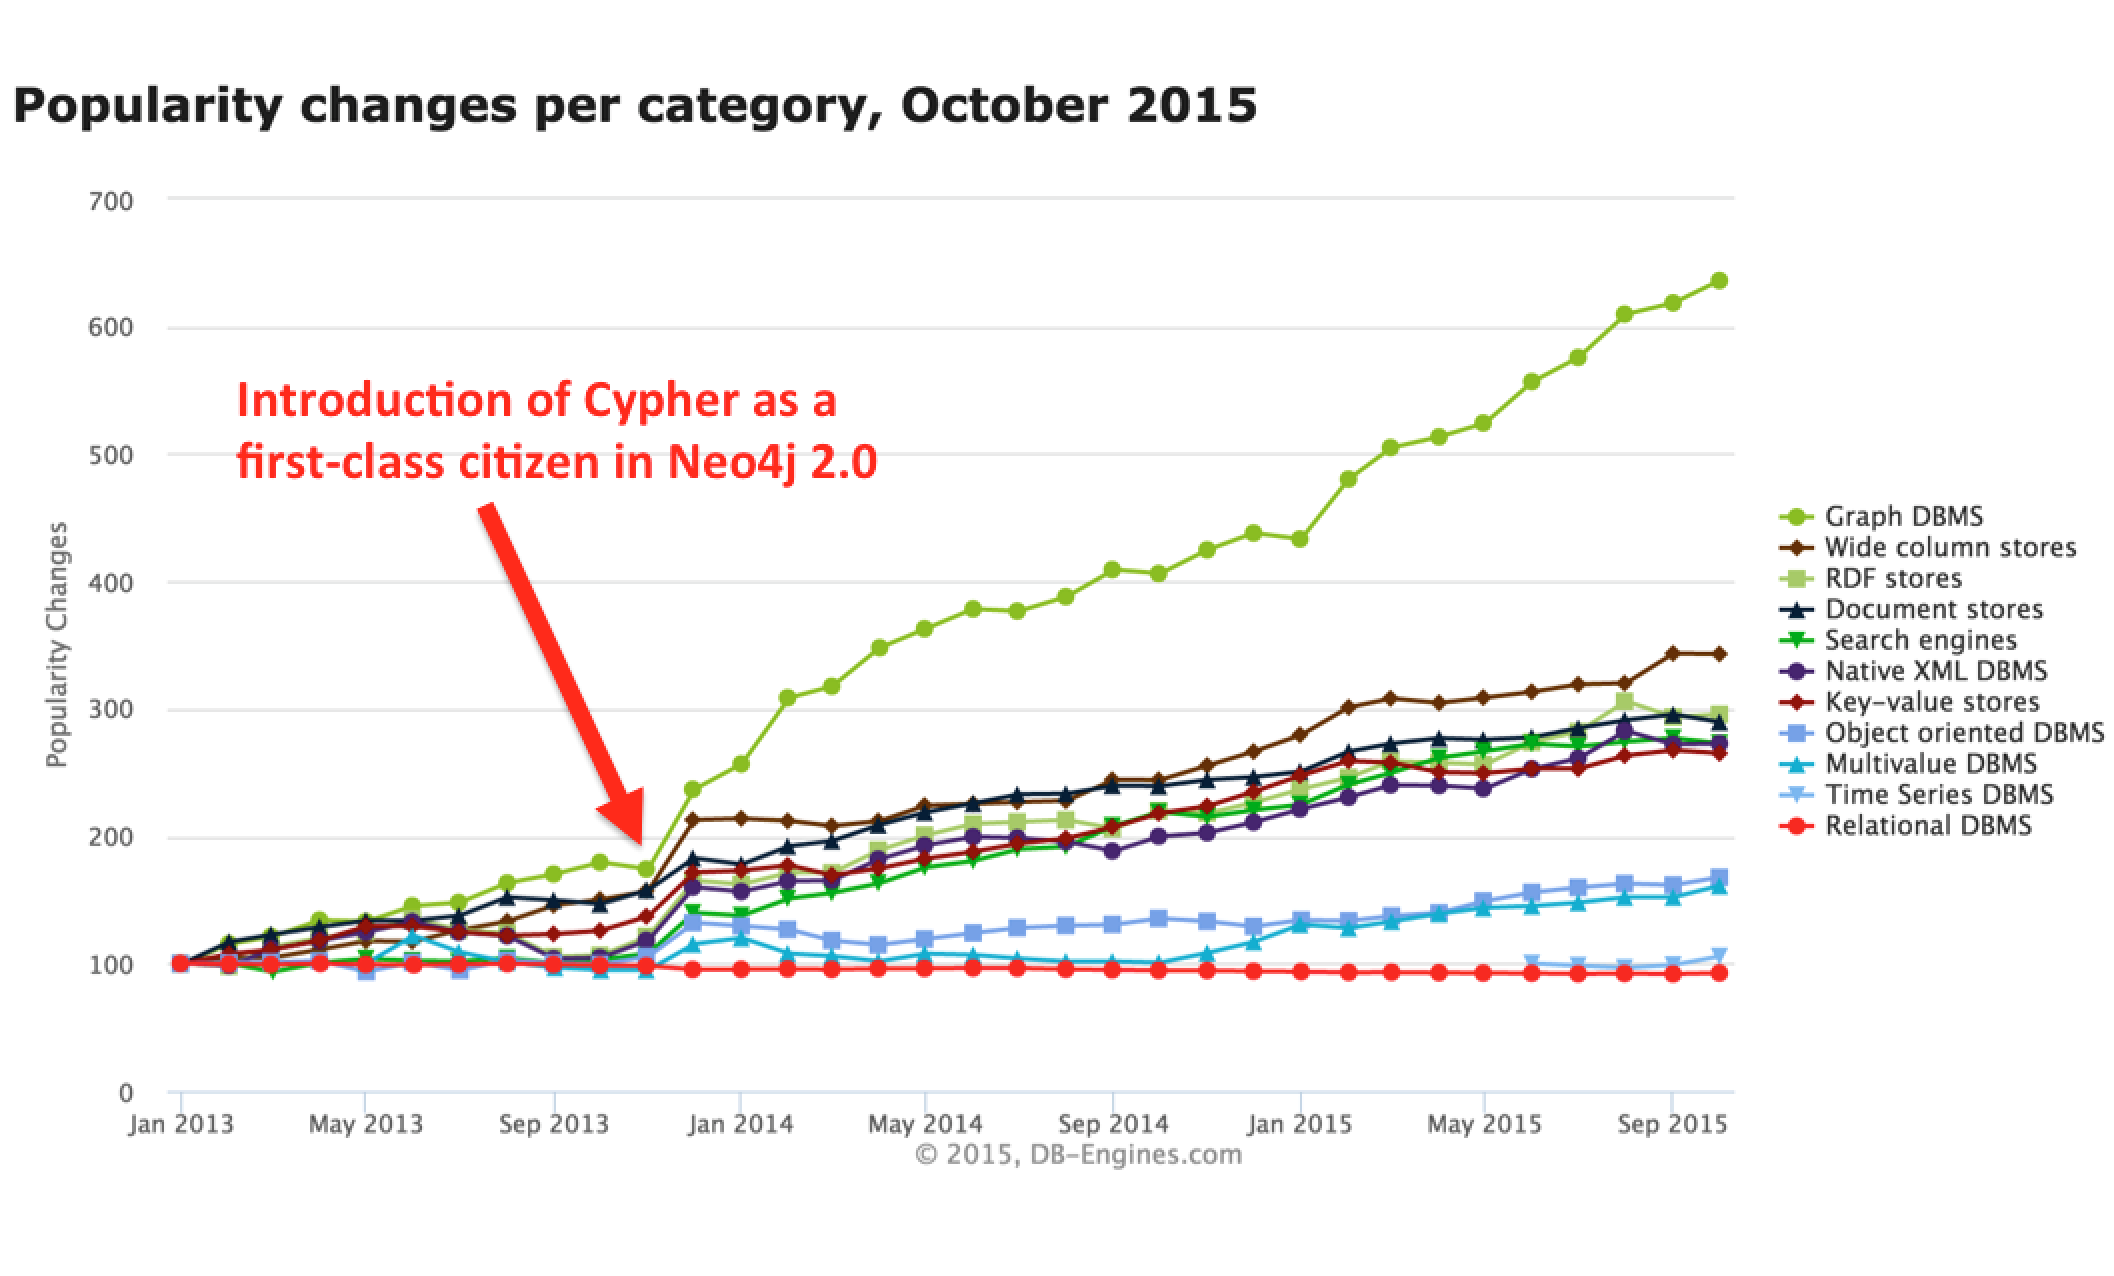 Popularity changes per category, October 2015
700
600
500
400
300
200
100
0
Popularity Changes
Introduction of Cypher as a
first-class citizen in Neo4j 2.0
Graph DBMS
Wide column stores
RDF stores
Document stores
Search engines
Native XML DBMS
Key-value stores
Object oriented DBMS
Multivalue DBMS
Time Series DBMS
Relational DBMS
Jan 2013
May 2013
Sep 2013
Jan 2014
May 2014
Sep 2014
Jan 2015
May 2015
Sep 2015
© 2015, DB-Engines.com